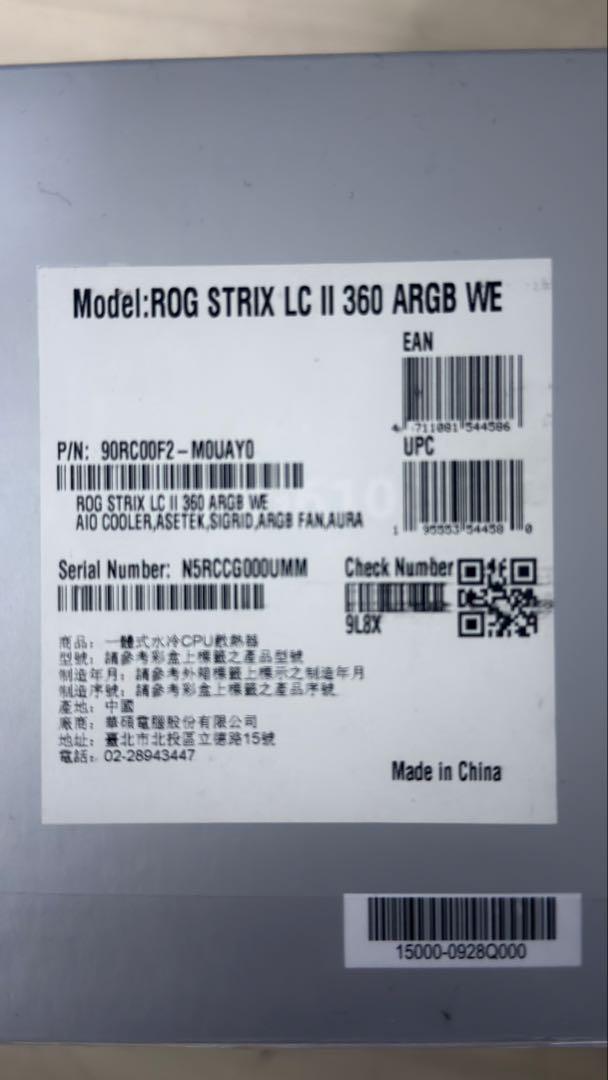 Model:ROG STRIX LC II 360 ARGB WE
EAN
4 711081 544586
P/N: 90RC00F2-M0UAY0
UPC
ROG STRIX LC II 360 ARGB WE
AIO COOLER,ASETEK,SIGRID,ARGB FAN,AURA
1 95553 54458 0
Serial Number: N5RCCG000UMM
Check Number
9L8X
商品：一體式水冷CPU散熱器
型號：請參考彩盒上標籤之產品型號
制造年月：請參考外箱標籤上標示之制造年月
制造序號：請參考彩盒上標籤之產品序號
產地：中國
廠商：華碩電腦股份有限公司
地址：臺北市北投區立德路15號
電話：02-28943447
Made in China
15000-0928Q000